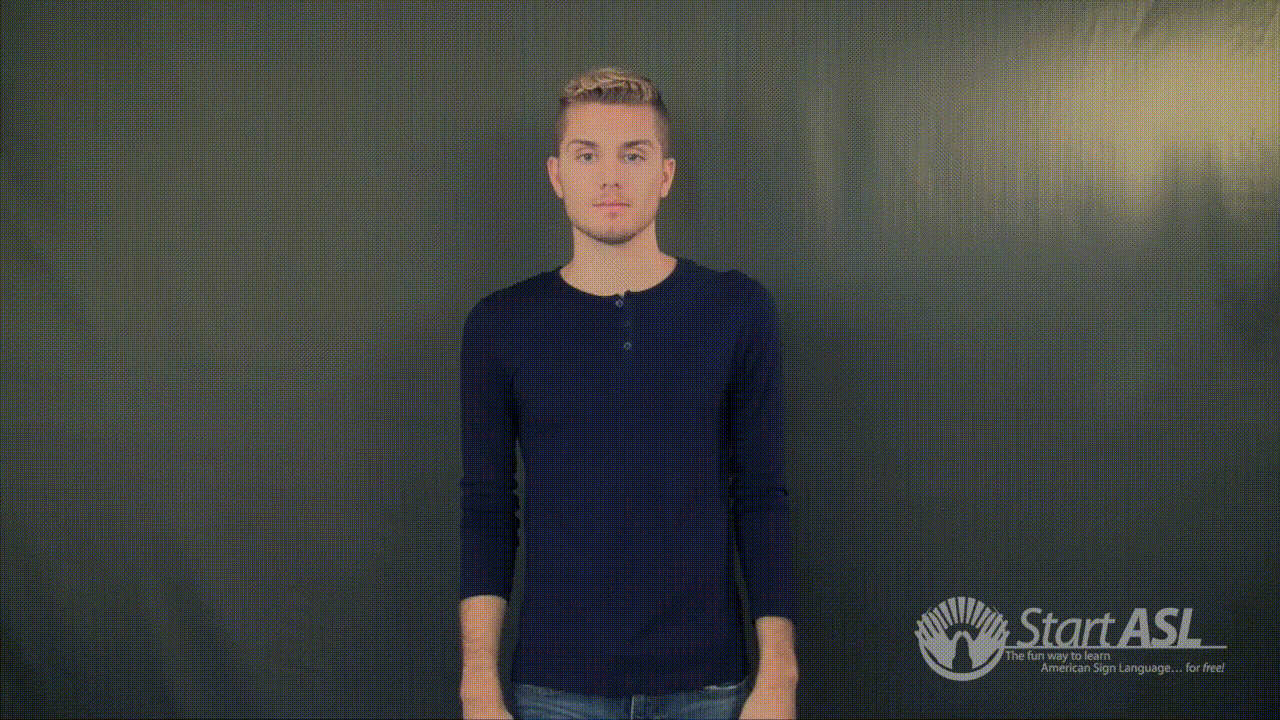 Start ASL
The fun way to learn
American Sign Language... for free!